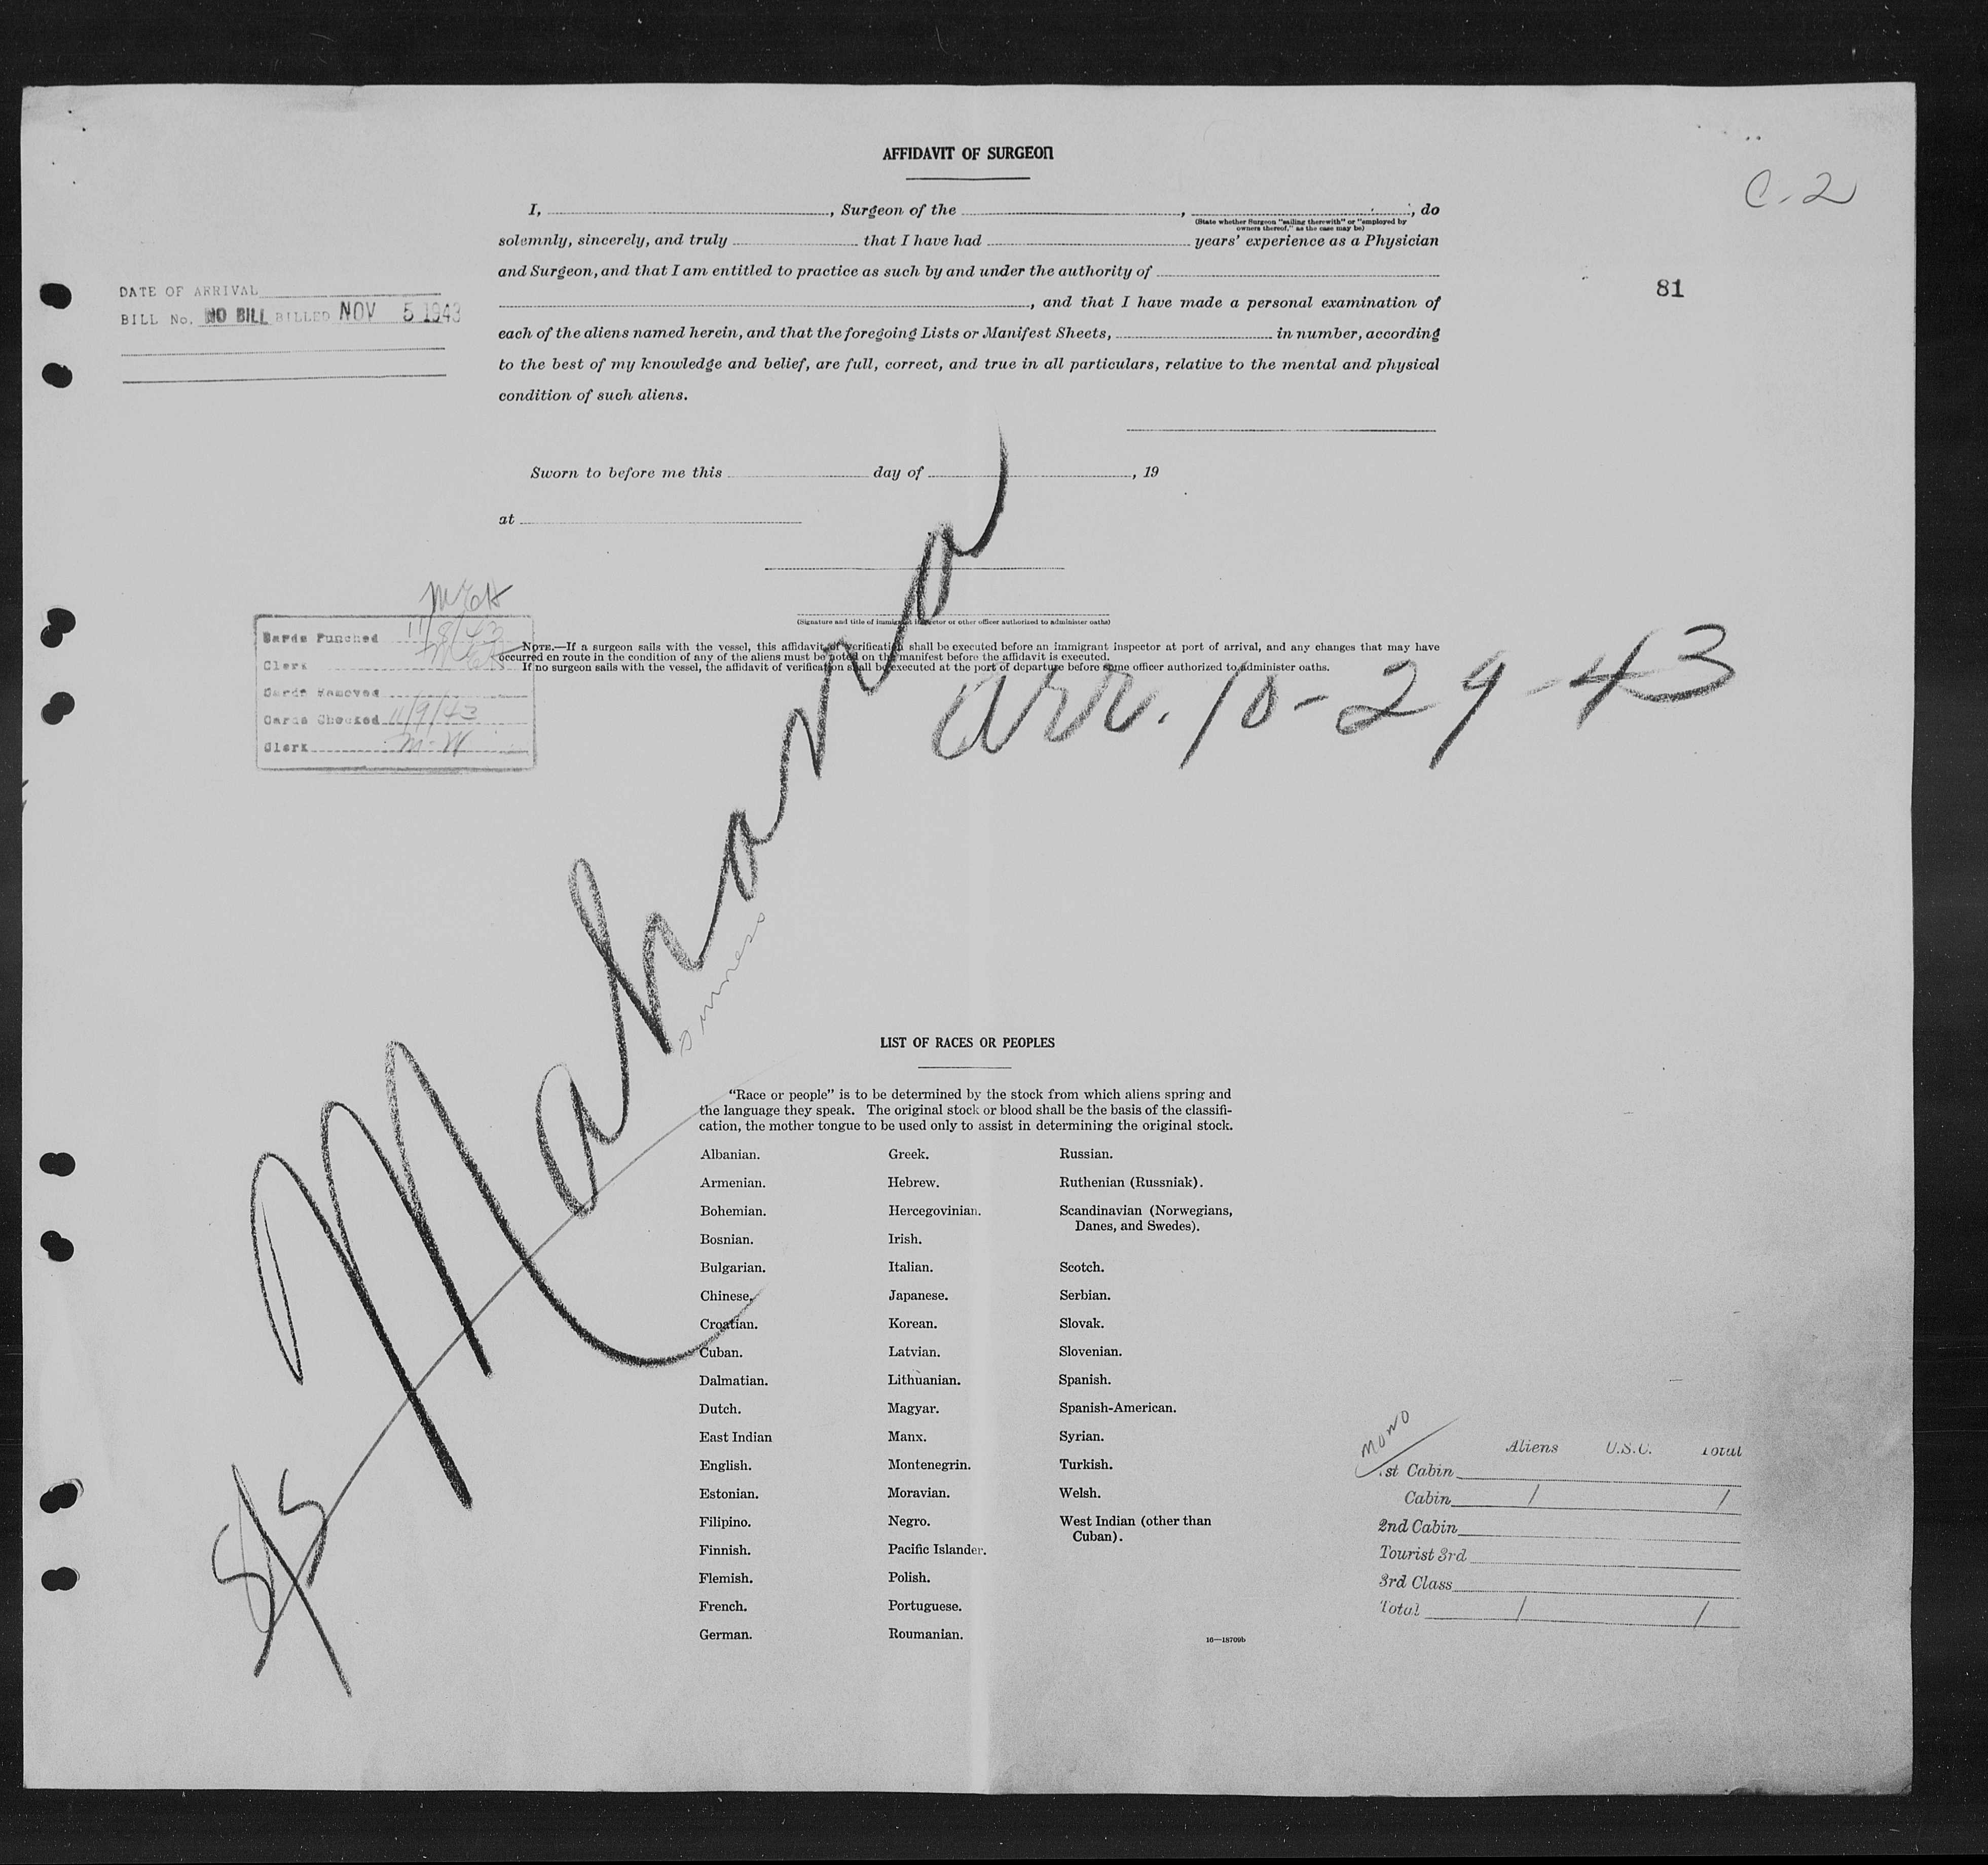 AFFIDAVIT OF SURGEON
C-2
I, , Surgeon of the , , do
(State whether Surgeon "sailing therewith" or "employed by
owners thereof," as the case may be)
solemnly, sincerely, and truly that I have had years' experience as a Physician
and Surgeon, and that I am entitled to practice as such by and under the authority of
, and that I have made a personal examination of
each of the aliens named herein, and that the foregoing Lists or Manifest Sheets, in number, according
to the best of my knowledge and belief, are full, correct, and true in all particulars, relative to the mental and physical
condition of such aliens.
81
DATE OF ARRIVAL
BILL No. NO BILL BILLED NOV 5 1943
Sworn to before me this day of , 19
at
(Signature and title of immigrant inspector or other officer authorized to administer oaths)
NOTE.—If a surgeon sails with the vessel, this affidavit of verification shall be executed before an immigrant inspector at port of arrival, and any changes that may have
occurred en route in the condition of any of the aliens must be noted on the manifest before the affidavit is executed.
If no surgeon sails with the vessel, the affidavit of verification shall be executed at the port of departure before some officer authorized to administer oaths.
Cards Punched 11/8/43
Clerk
Cards Removed
Cards Checked 11/9/43
Clerk M-W
arr. 10-29-43
S/S Makanna
LIST OF RACES OR PEOPLES
"Race or people" is to be determined by the stock from which aliens spring and
the language they speak. The original stock or blood shall be the basis of the classifi-
cation, the mother tongue to be used only to assist in determining the original stock.
Albanian.
Armenian.
Bohemian.
Bosnian.
Bulgarian.
Chinese.
Croatian.
Cuban.
Dalmatian.
Dutch.
East Indian
English.
Estonian.
Filipino.
Finnish.
Flemish.
French.
German.
Greek.
Hebrew.
Hercegovinian.
Irish.
Italian.
Japanese.
Korean.
Latvian.
Lithuanian.
Magyar.
Manx.
Montenegrin.
Moravian.
Negro.
Pacific Islander.
Polish.
Portuguese.
Roumanian.
Russian.
Ruthenian (Russniak).
Scandinavian (Norwegians,
Danes, and Swedes).
Scotch.
Serbian.
Slovak.
Slovenian.
Spanish.
Spanish-American.
Syrian.
Turkish.
Welsh.
West Indian (other than
Cuban).
16—18709b
MONO
Aliens U.S.C. Total
1st Cabin
Cabin 1 1
2nd Cabin
Tourist 3rd
3rd Class
Total 1 1